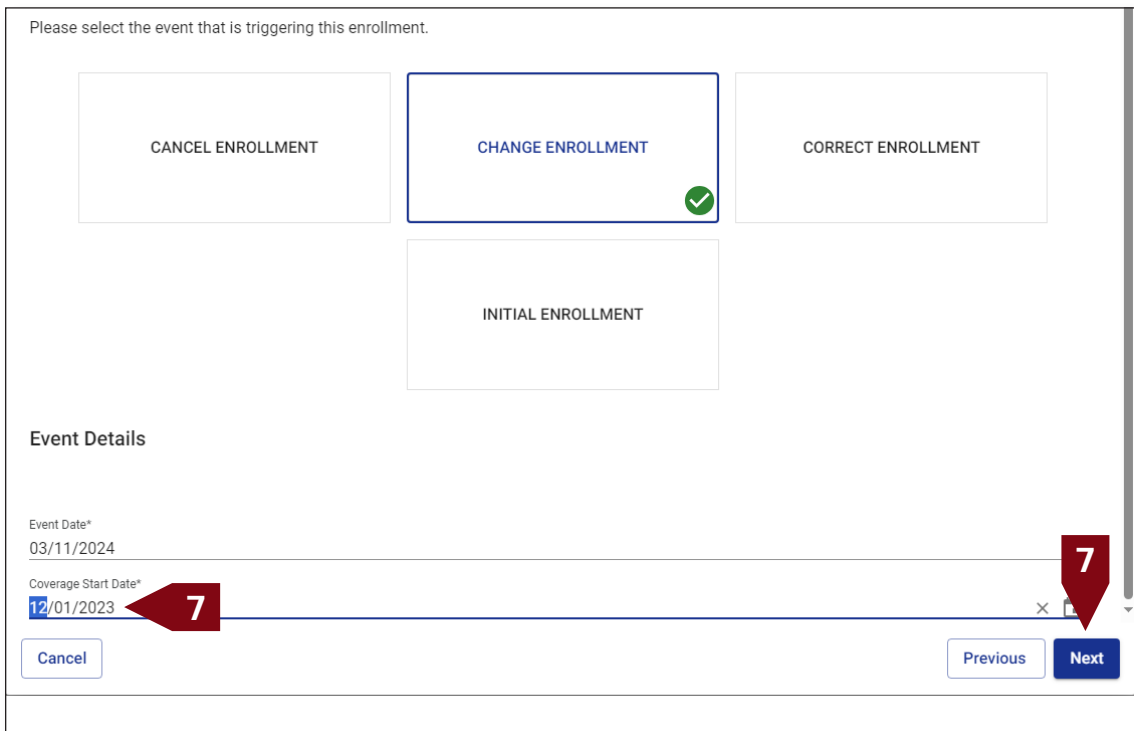 Please select the event that is triggering this enrollment.
CANCEL ENROLLMENT
CHANGE ENROLLMENT
CORRECT ENROLLMENT
INITIAL ENROLLMENT
Event Details
Event Date*
03/11/2024
7
Coverage Start Date*
12/01/2023
7
Cancel
Previous
Next